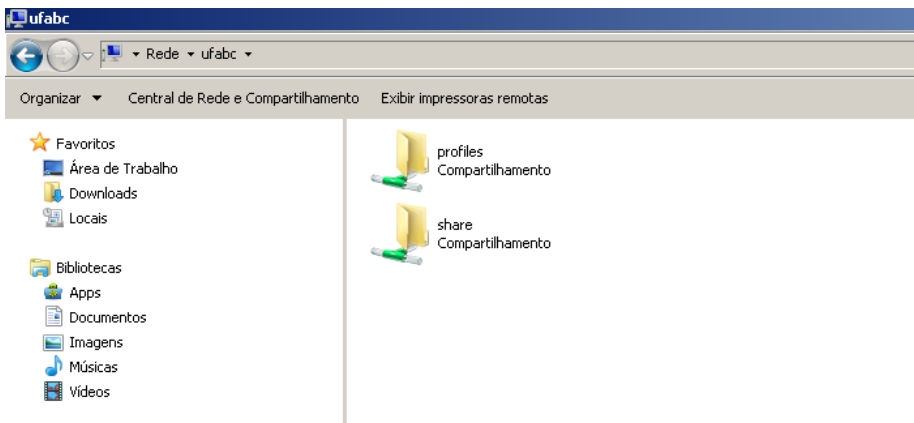 ufabc
Rede ufabc
Organizar Central de Rede e Compartilhamento Exibir impressoras remotas
Favoritos
Área de Trabalho
Downloads
Locais
Bibliotecas
Apps
Documentos
Imagens
Músicas
Vídeos
profiles
Compartilhamento
share
Compartilhamento